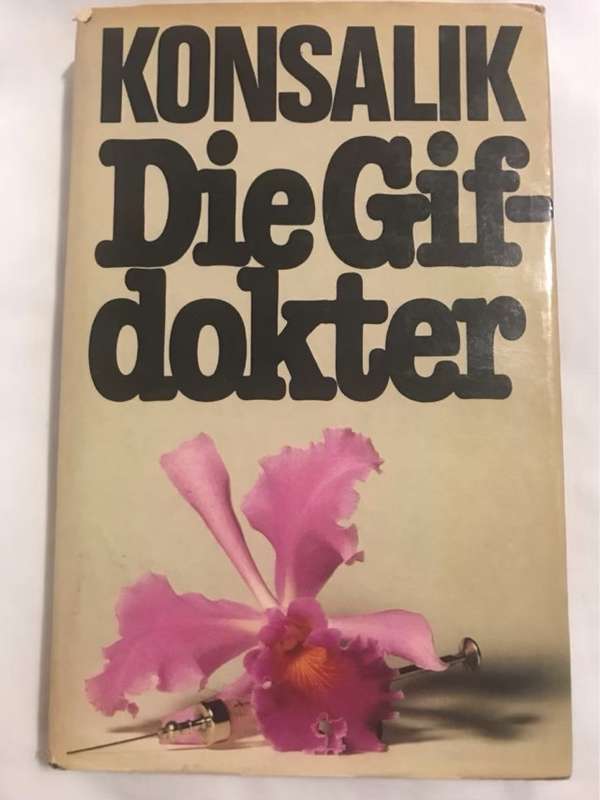 KONSALIK
Die Gif-
dokter